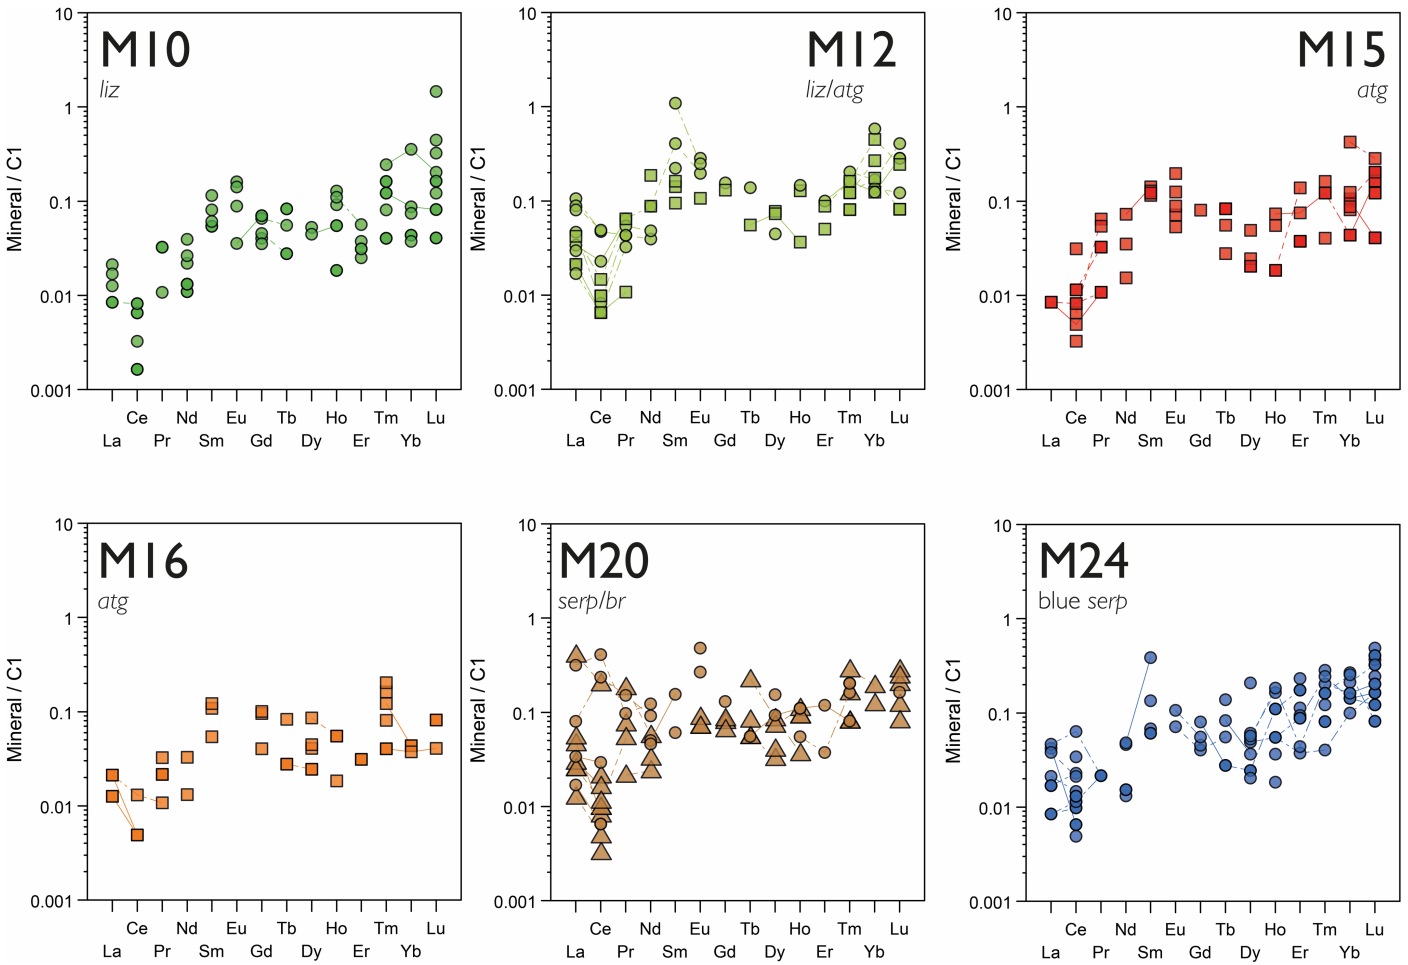 M10
liz
Mineral / C1
10
1
0.1
0.01
0.001
Ce Nd Eu Tb Ho Tm Lu
La Pr Sm Gd Dy Er Yb
M12
liz/atg
Mineral / C1
10
1
0.1
0.01
0.001
Ce Nd Eu Tb Ho Tm Lu
La Pr Sm Gd Dy Er Yb
M15
atg
Mineral / C1
10
1
0.1
0.01
0.001
Ce Nd Eu Tb Ho Tm Lu
La Pr Sm Gd Dy Er Yb
M16
atg
Mineral / C1
10
1
0.1
0.01
0.001
Ce Nd Eu Tb Ho Tm Lu
La Pr Sm Gd Dy Er Yb
M20
serp/br
Mineral / C1
10
1
0.1
0.01
0.001
Ce Nd Eu Tb Ho Tm Lu
La Pr Sm Gd Dy Er Yb
M24
blue serp
Mineral / C1
10
1
0.1
0.01
0.001
Ce Nd Eu Tb Ho Tm Lu
La Pr Sm Gd Dy Er Yb